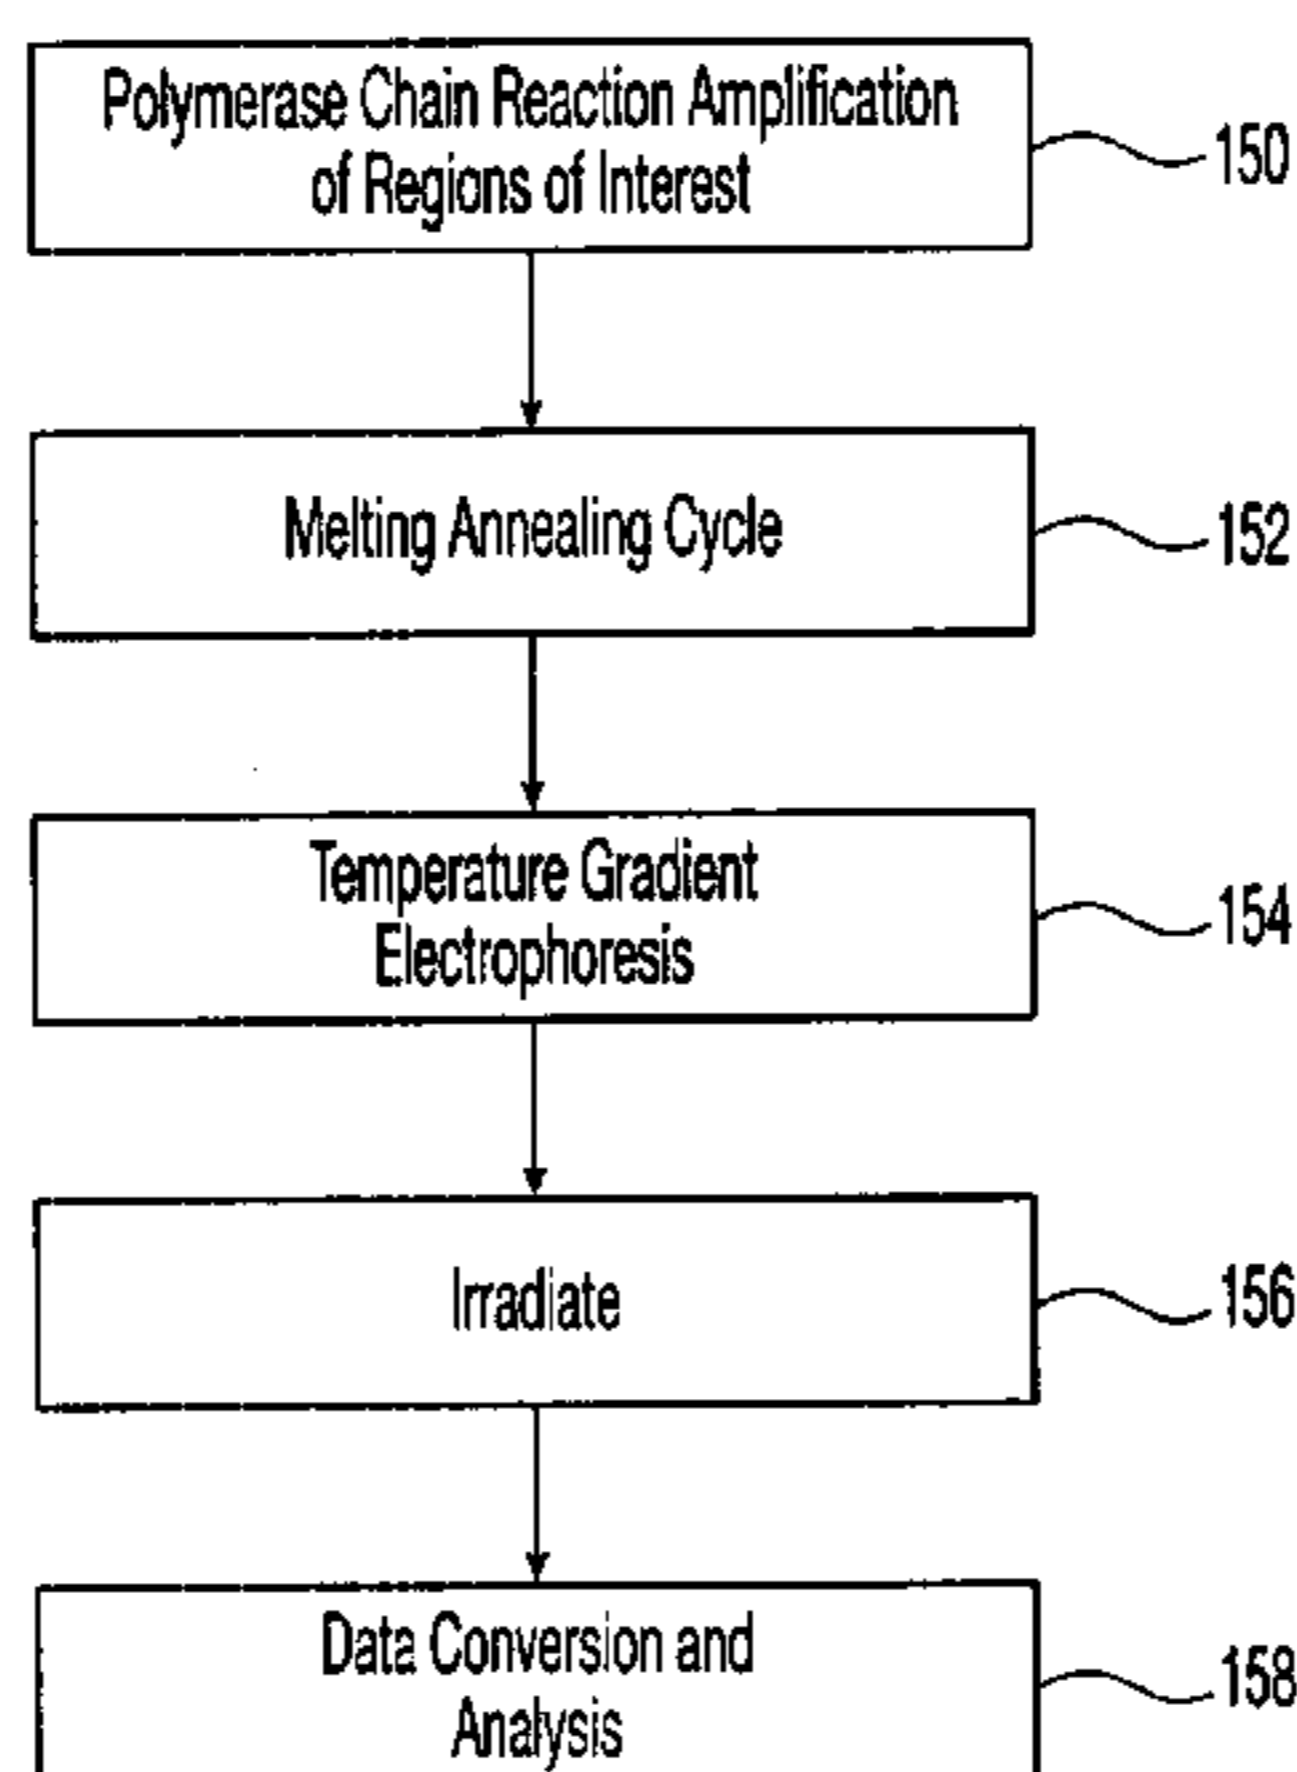 Polymerase Chain Reaction Amplification
of Regions of Interest
150
Melting Annealing Cycle
152
Temperature Gradient
Electrophoresis
154
Irradiate
156
Data Conversion and
Analysis
158